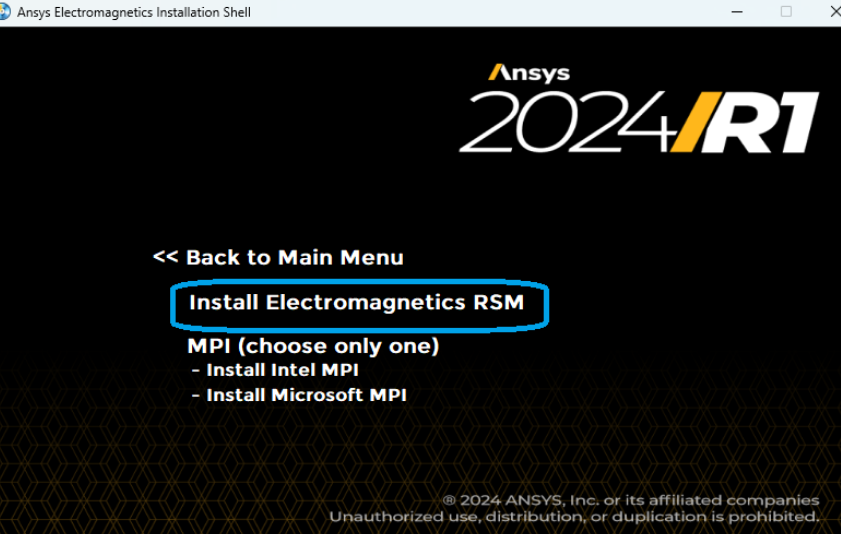 Ansys Electromagnetics Installation Shell
Ansys
2024 R1
<< Back to Main Menu
Install Electromagnetics RSM
MPI (choose only one)
- Install Intel MPI
- Install Microsoft MPI
© 2024 ANSYS, Inc. or its affiliated companies
Unauthorized use, distribution, or duplication is prohibited.